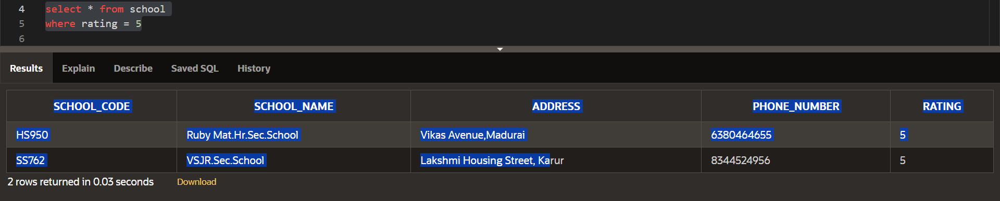 4 select * from school
5 where rating = 5
6
Results Explain Describe Saved SQL History
SCHOOL_CODE SCHOOL_NAME ADDRESS PHONE_NUMBER RATING
HS950 Ruby Mat.Hr.Sec.School Vikas Avenue,Madurai 6380464655 5
SS762 VSJR.Sec.School Lakshmi Housing Street, Karur 8344524956 5
2 rows returned in 0.03 seconds Download